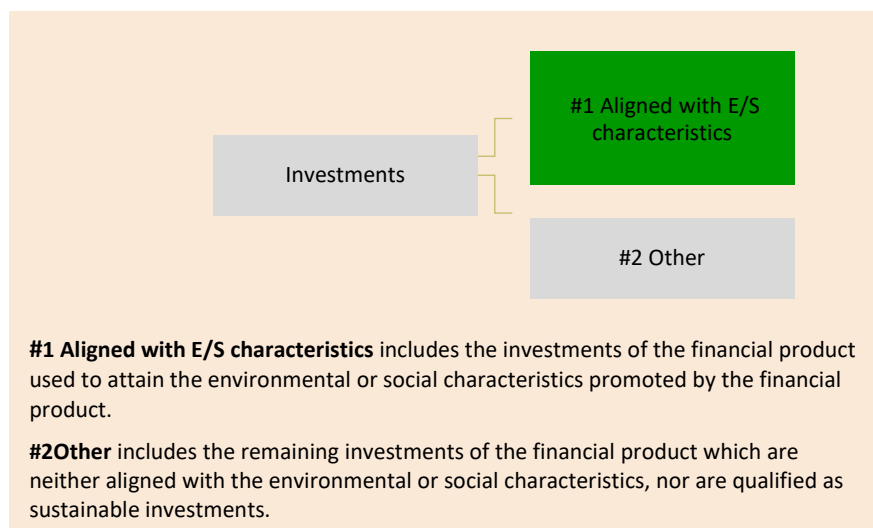 #1 Aligned with E/S
characteristics
Investments
#2 Other
#1 Aligned with E/S characteristics includes the investments of the financial product
used to attain the environmental or social characteristics promoted by the financial
product.
#2Other includes the remaining investments of the financial product which are
neither aligned with the environmental or social characteristics, nor are qualified as
sustainable investments.